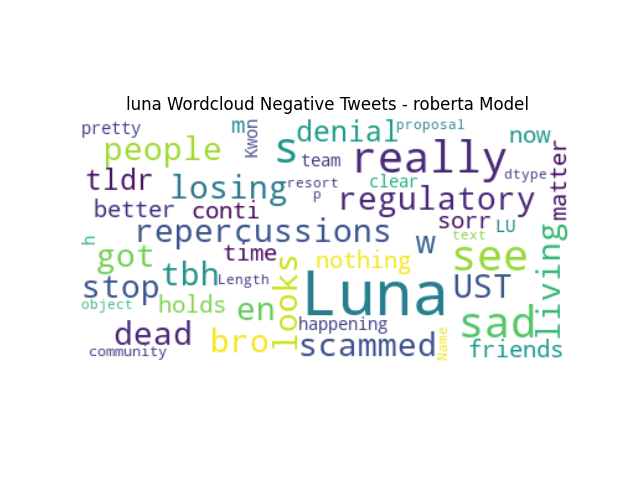 luna Wordcloud Negative Tweets - roberta Model
pretty
m
Kwon
s
denial
proposal
now
people
team
really
dtype
matter
tldr
losing
resort
p
clear
regulatory
better
conti
sorr
LU
h
repercussions
w
text
got
time
nothing
see
living
tbh
Length
looks
stop
Luna
UST
object
holds
en
sad
dead
happening
bro
scammed
Name
community
friends